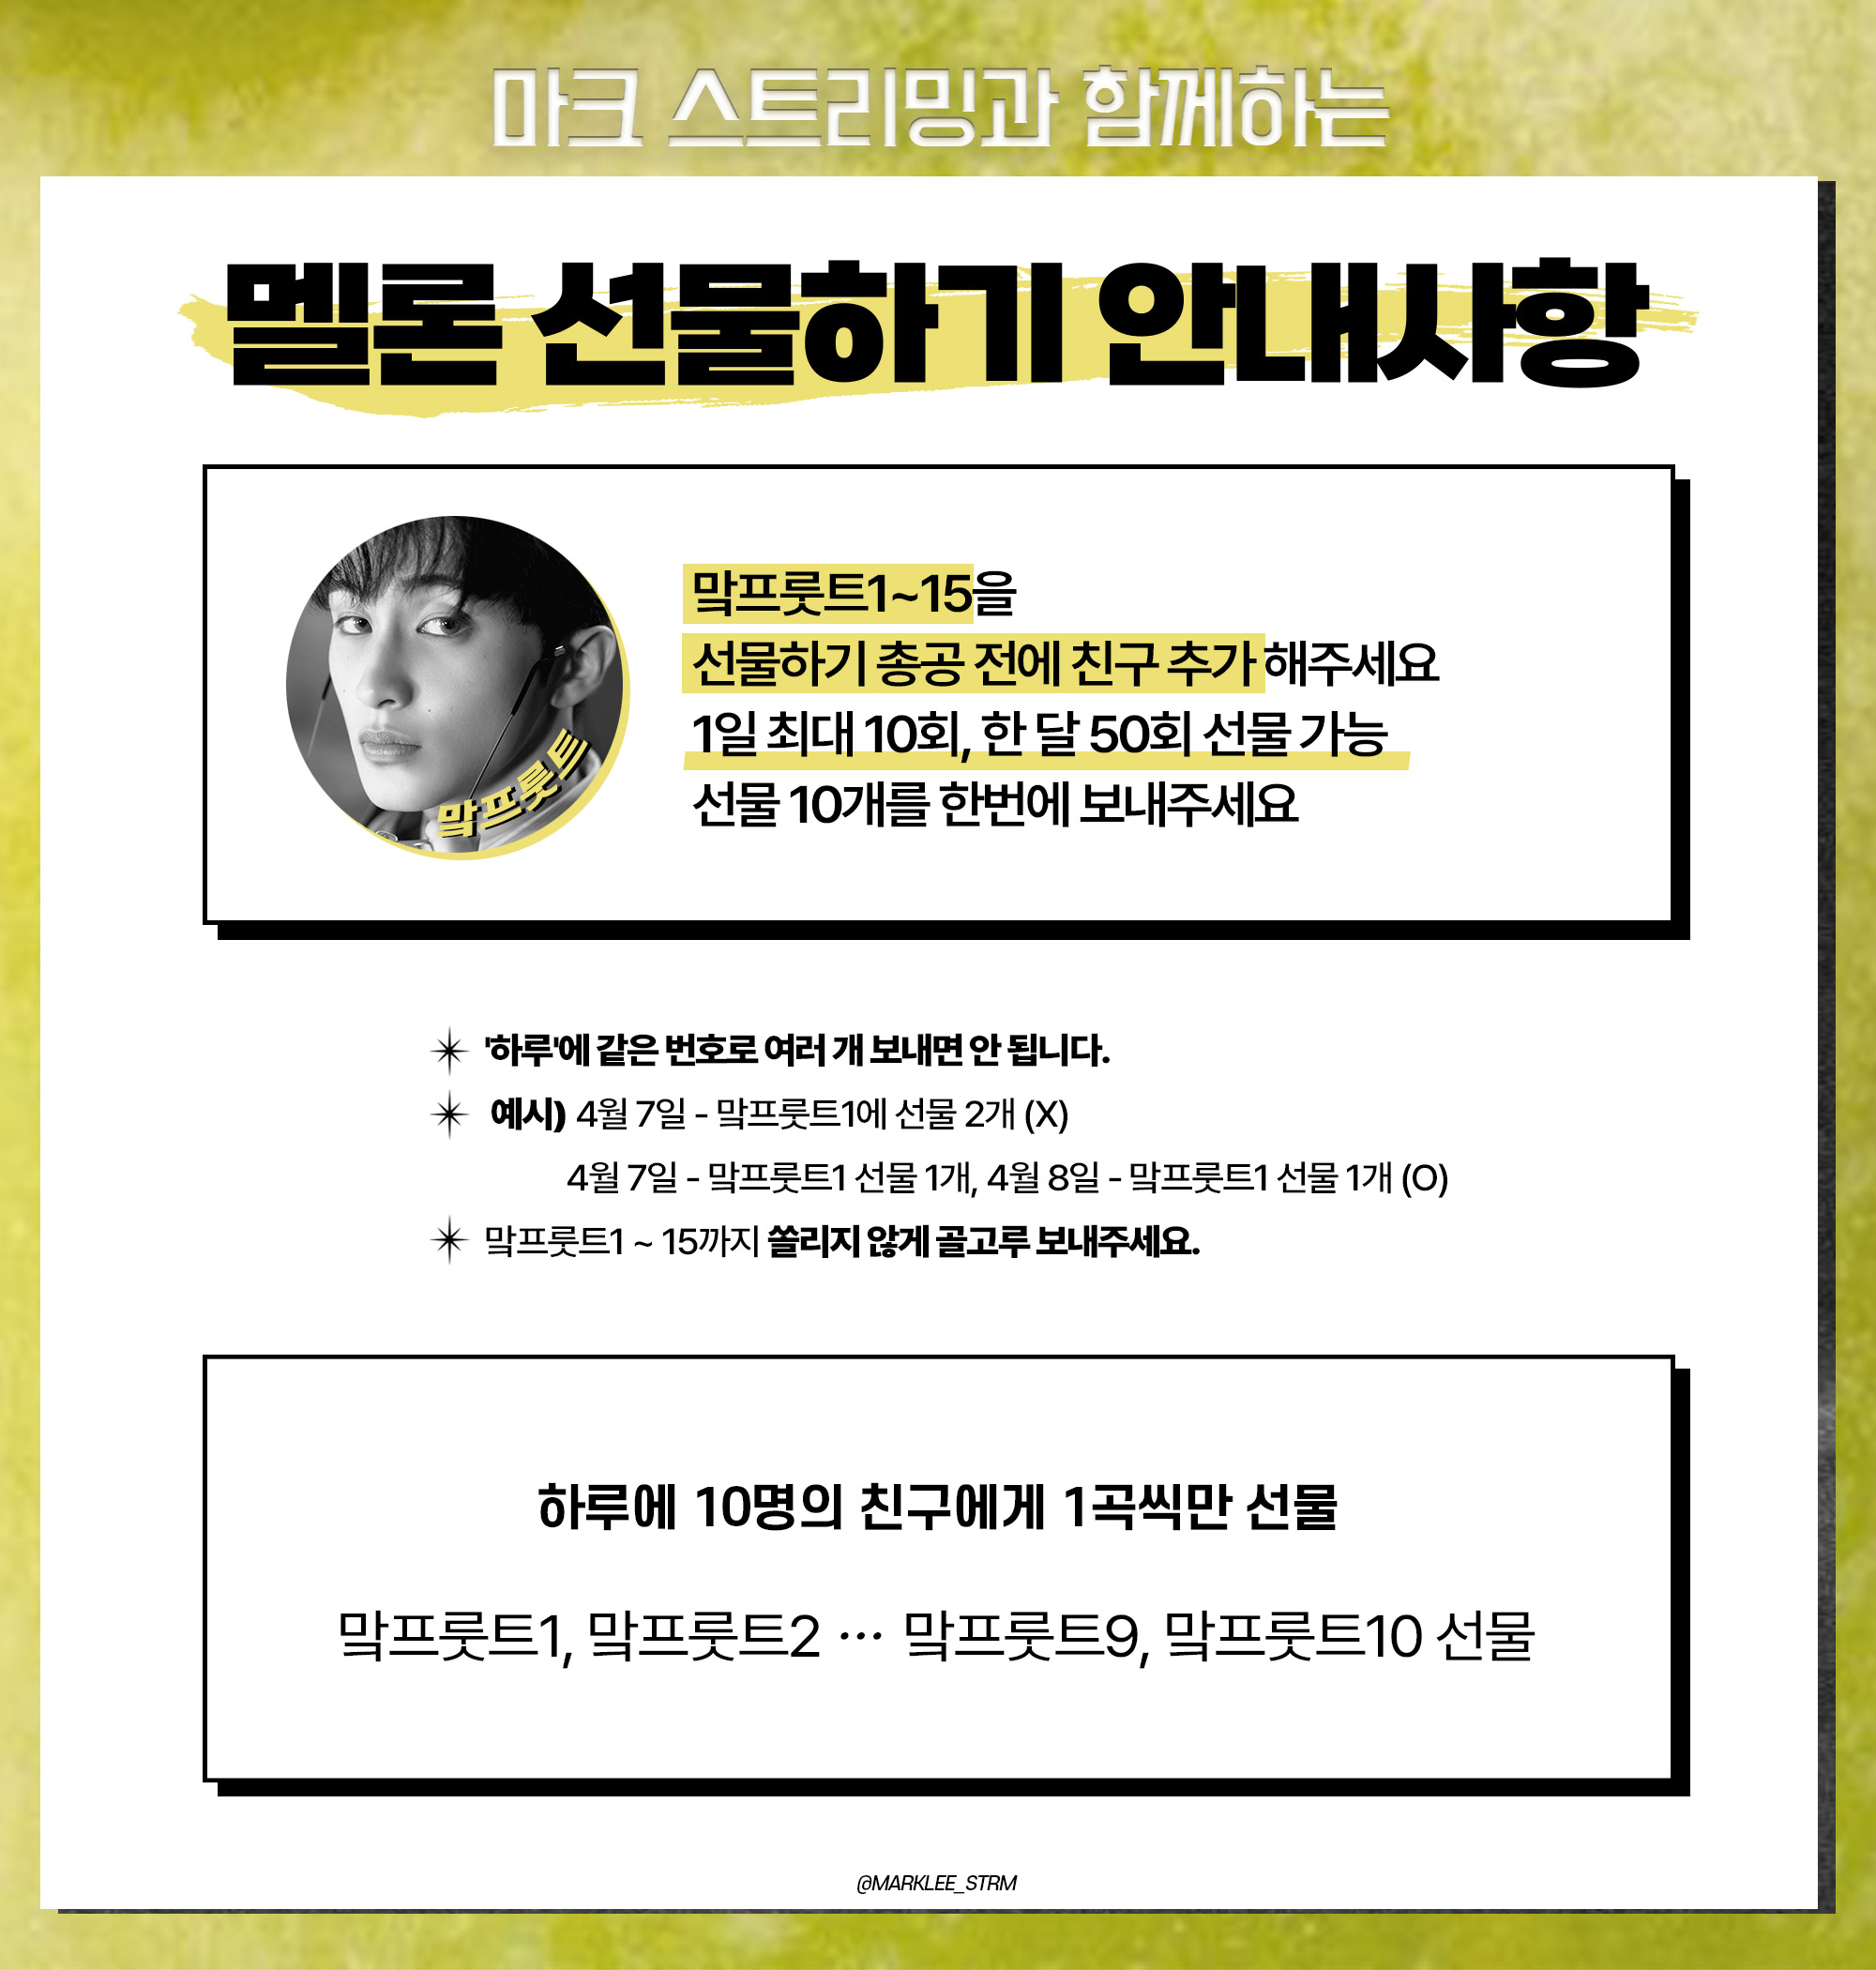 마크 스트리밍과 함께하는
멜론 선물하기 안내사항
맠프룻트
맠프룻트1~15을
선물하기 총공 전에 친구 추가 해주세요
1일 최대 10회, 한 달 50회 선물 가능
선물 10개를 한번에 보내주세요
'하루'에 같은 번호로 여러 개 보내면 안 됩니다.
예시) 4월 7일 - 맠프룻트1에 선물 2개 (X)
4월 7일 - 맠프룻트1 선물 1개, 4월 8일 - 맠프룻트1 선물 1개 (O)
맠프룻트1 ~ 15까지 쏠리지 않게 골고루 보내주세요.
하루에 10명의 친구에게 1곡씩만 선물
맠프룻트1, 맠프룻트2 ··· 맠프룻트9, 맠프룻트10 선물
@MARKLEE_STRM